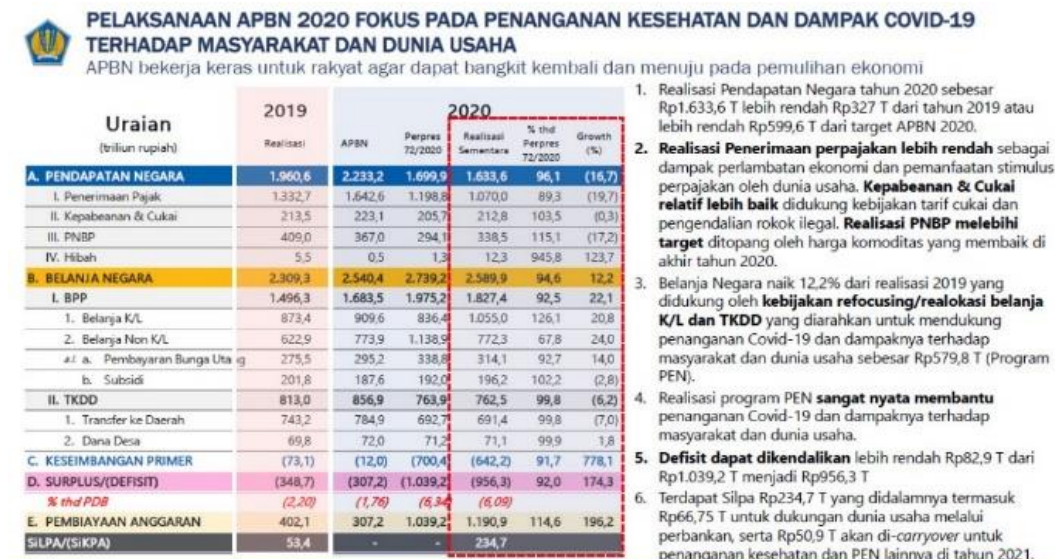 PELAKSANAAN APBN 2020 FOKUS PADA PENANGANAN KESEHATAN DAN DAMPAK COVID-19
TERHADAP MASYARAKAT DAN DUNIA USAHA
APBN bekerja keras untuk rakyat agar dapat bangkit kembali dan menuju pada pemulihan ekonomi
Uraian
(triliun rupiah)
2019
2020
Realisasi
APBN
Perpres
72/2020
Realisasi
Sementara
% thd
Perpres
72/2020
Growth
(%)
A. PENDAPATAN NEGARA 1.960,6 2.233,2 1.699,9 1.633,6 96,1 (16,7)
I. Penerimaan Pajak 1.332,7 1.642,6 1.198,8 1.070,0 89,3 (19,7)
II. Kepabeanan & Cukai 213,5 223,1 205,7 212,8 103,5 (0,3)
III. PNBP 409,0 367,0 294,1 338,5 115,1 (17,2)
IV. Hibah 5,5 0,5 1,3 12,3 945,8 123,7
B. BELANJA NEGARA 2.309,3 2.540,4 2.739,2 2.589,9 94,6 12,2
I. BPP 1.496,3 1.683,5 1.975,2 1.827,4 92,5 22,1
1. Belanja K/L 873,4 909,6 836,4 1.055,0 126,1 20,8
2. Belanja Non K/L 622,9 773,9 1.138,9 772,3 67,8 24,0
a.l. a. Pembayaran Bunga Utang 275,5 295,2 338,8 314,1 92,7 14,0
b. Subsidi 201,8 187,6 192,0 196,2 102,2 (2,8)
II. TKDD 813,0 856,9 763,9 762,5 99,8 (6,2)
1. Transfer ke Daerah 743,2 784,9 692,7 691,4 99,8 (7,0)
2. Dana Desa 69,8 72,0 71,2 71,1 99,9 1,8
C. KESEIMBANGAN PRIMER (73,1) (12,0) (700,4) (642,2) 91,7 778,1
D. SURPLUS/(DEFISIT) (348,7) (307,2) (1.039,2) (956,3) 92,0 174,3
% thd PDB (2,20) (1,76) (6,34) (6,09)
E. PEMBIAYAAN ANGGARAN 402,1 307,2 1.039,2 1.190,9 114,6 196,2
SiLPA/(SiKPA) 53,4 - - 234,7
1. Realisasi Pendapatan Negara tahun 2020 sebesar
Rp1.633,6 T lebih rendah Rp327 T dari tahun 2019 atau
lebih rendah Rp599,6 T dari target APBN 2020.
2. Realisasi Penerimaan perpajakan lebih rendah sebagai
dampak perlambatan ekonomi dan pemanfaatan stimulus
perpajakan oleh dunia usaha. Kepabeanan & Cukai
relatif lebih baik didukung kebijakan tarif cukai dan
pengendalian rokok ilegal. Realisasi PNBP melebihi
target ditopang oleh harga komoditas yang membaik di
akhir tahun 2020.
3. Belanja Negara naik 12,2% dari realisasi 2019 yang
didukung oleh kebijakan refocusing/realokasi belanja
K/L dan TKDD yang diarahkan untuk mendukung
penanganan Covid-19 dan dampaknya terhadap
masyarakat dan dunia usaha sebesar Rp579,8 T (Program
PEN).
4. Realisasi program PEN sangat nyata membantu
penanganan Covid-19 dan dampaknya terhadap
masyarakat dan dunia usaha.
5. Defisit dapat dikendalikan lebih rendah Rp82,9 T dari
Rp1.039,2 T menjadi Rp956,3 T
6. Terdapat Silpa Rp234,7 T yang didalamnya termasuk
Rp66,75 T untuk dukungan dunia usaha melalui
perbankan, serta Rp50,9 T akan di-carryover untuk
penanganan kesehatan dan PEN lainnya di tahun 2021.